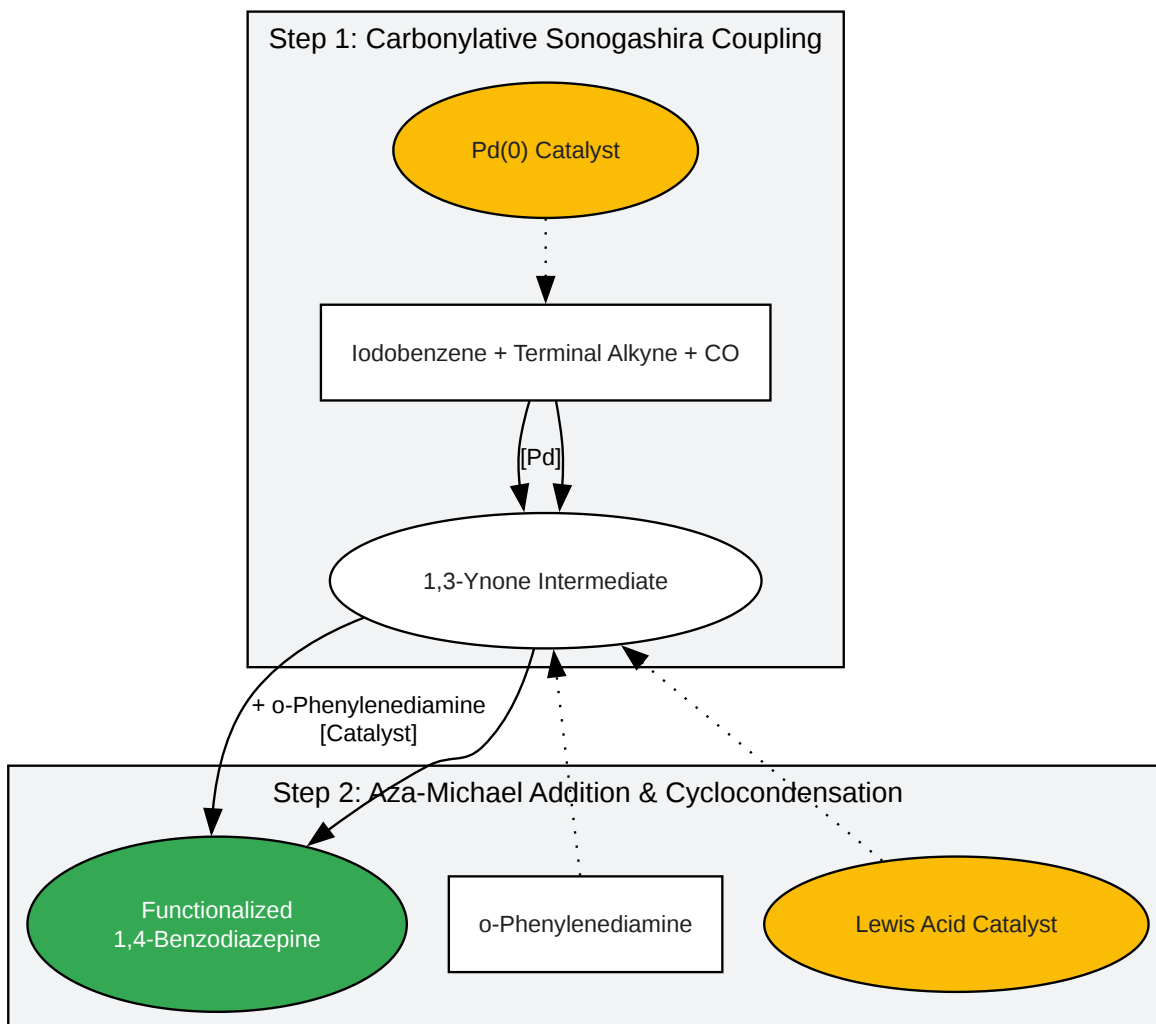 Step 1: Carbonylative Sonogashira Coupling
Pd(0) Catalyst
Iodobenzene + Terminal Alkyne + CO
[Pd]
1,3-Ynone Intermediate
+ o-Phenylenediamine
[Catalyst]
Step 2: Aza-Michael Addition & Cyclocondensation
Functionalized
1,4-Benzodiazepine
o-Phenylenediamine
Lewis Acid Catalyst